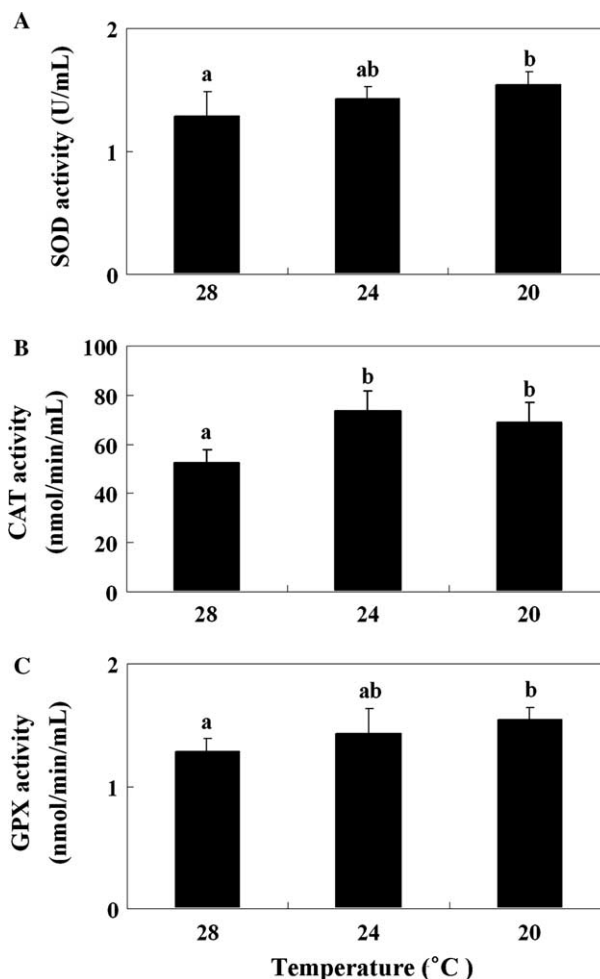 A
SOD activity (U/mL)
2
1
0
a
ab
b
28 24 20
B
CAT activity
(nmol/min/mL)
100
80
60
40
20
0
a
b
b
28 24 20
C
GPX activity
(nmol/min/mL)
2
1
0
a
ab
b
28 24 20
Temperature (°C)